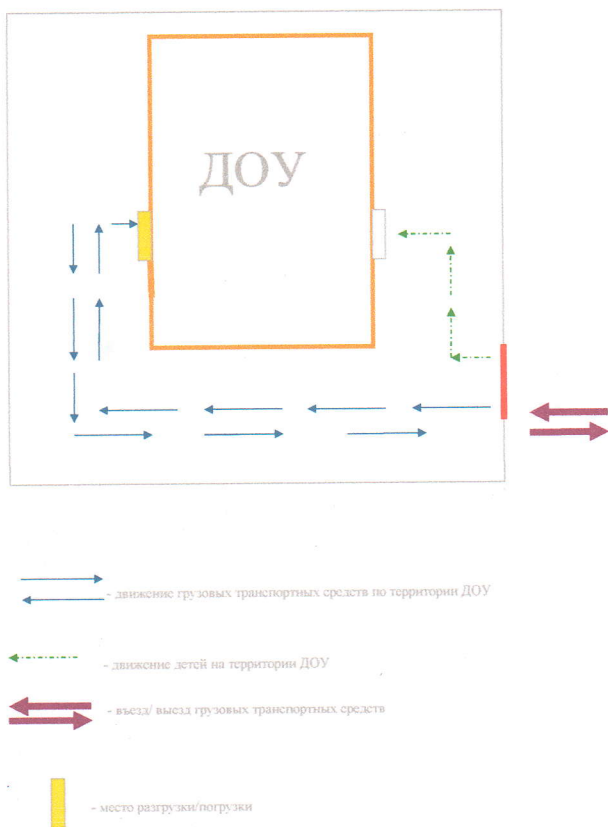 ДОУ
- движение грузовых транспортных средств по территории ДОУ
- движение детей на территории ДОУ
- въезд/ выезд грузовых транспортных средств
- место разгрузки/погрузки